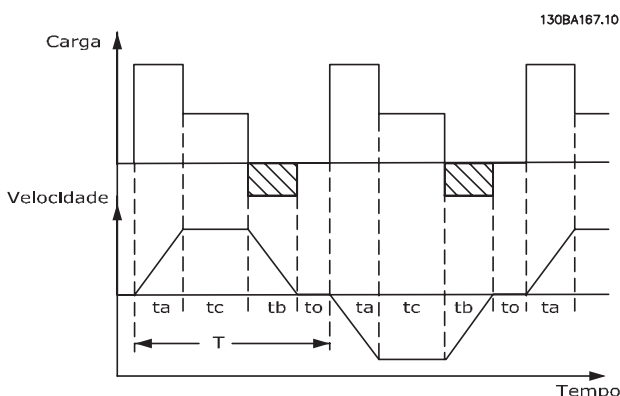 130BA167.10
Carga
Velocidade
ta tc tb to ta tc tb to ta
T
Tempo